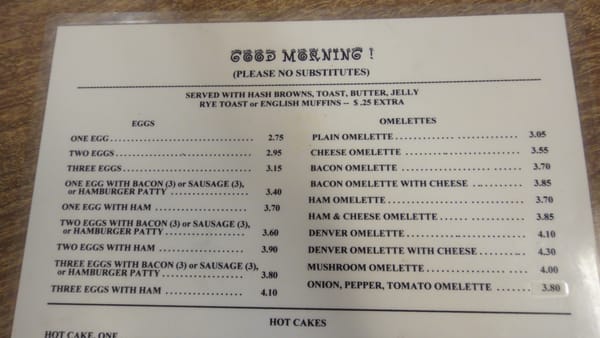 GOOD MORNING !
(PLEASE NO SUBSTITUTES)
SERVED WITH HASH BROWNS, TOAST, BUTTER, JELLY
RYE TOAST or ENGLISH MUFFINS -- $ .25 EXTRA
EGGS
ONE EGG 2.75
TWO EGGS 2.95
THREE EGGS 3.15
ONE EGG WITH BACON (3) or SAUSAGE (3),
or HAMBURGER PATTY 3.40
ONE EGG WITH HAM 3.70
TWO EGGS WITH BACON (3) or SAUSAGE (3),
or HAMBURGER PATTY 3.60
TWO EGGS WITH HAM 3.90
THREE EGGS WITH BACON (3) or SAUSAGE (3),
or HAMBURGER PATTY 3.80
THREE EGGS WITH HAM 4.10
OMELETTES
PLAIN OMELETTE 3.05
CHEESE OMELETTE 3.55
BACON OMELETTE 3.70
BACON OMELETTE WITH CHEESE 3.85
HAM OMELETTE 3.70
HAM & CHEESE OMELETTE 3.85
DENVER OMELETTE 4.10
DENVER OMELETTE WITH CHEESE 4.30
MUSHROOM OMELETTE 4.00
ONION, PEPPER, TOMATO OMELETTE 3.80
HOT CAKES
HOT CAKE, ONE